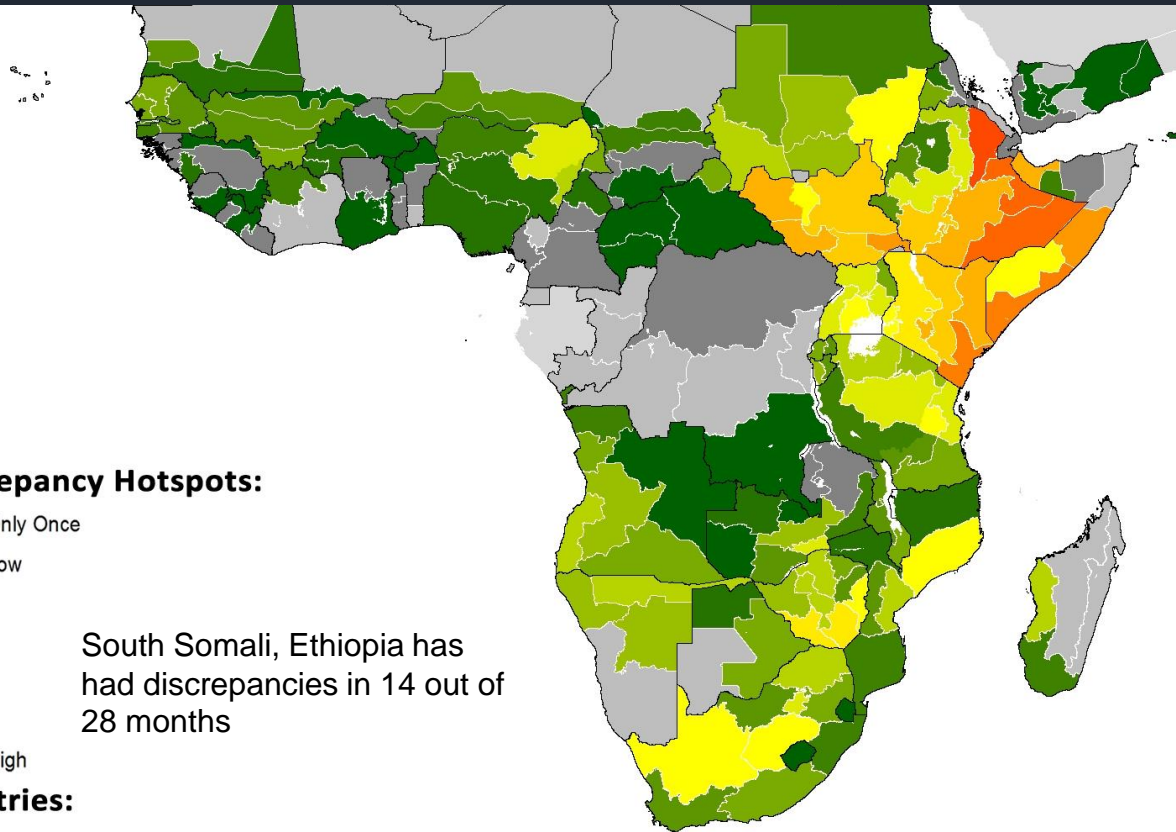 epancy Hotspots:
nly Once
ow
South Somali, Ethiopia has
had discrepancies in 14 out of
28 months
igh
tries: